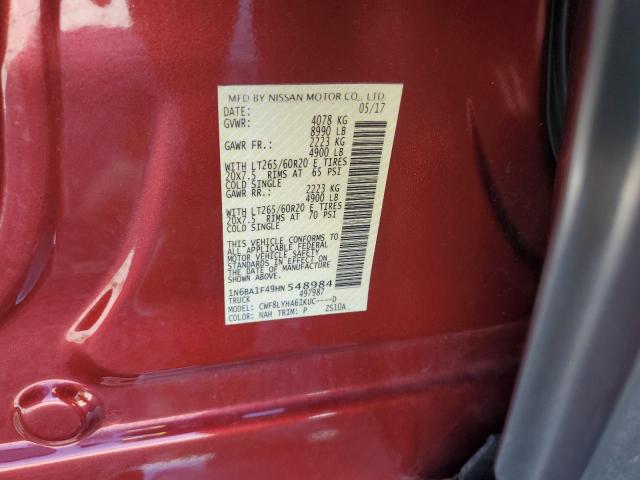 MFD BY NISSAN MOTOR CO., LTD.
DATE: 05/17
GVWR: 4078 KG
8990 LB
GAWR FR.: 2223 KG
4900 LB
WITH LT265/60R20 E TIRES
20X7.5 RIMS AT 65 PSI
COLD SINGLE
GAWR RR.: 2223 KG
4900 LB
WITH LT265/60R20 E TIRES
20X7.5 RIMS AT 70 PSI
COLD SINGLE
THIS VEHICLE CONFORMS TO
ALL APPLICABLE FEDERAL
MOTOR VEHICLE SAFETY
STANDARDS IN EFFECT ON
THE DATE OF MANUFACTURE
SHOWN ABOVE.
1N6BA1F49HN548984
TRUCK 497987
MODEL: CWF8LYHA61KUC----D
COLOR: NAH TRIM: P ZS10A